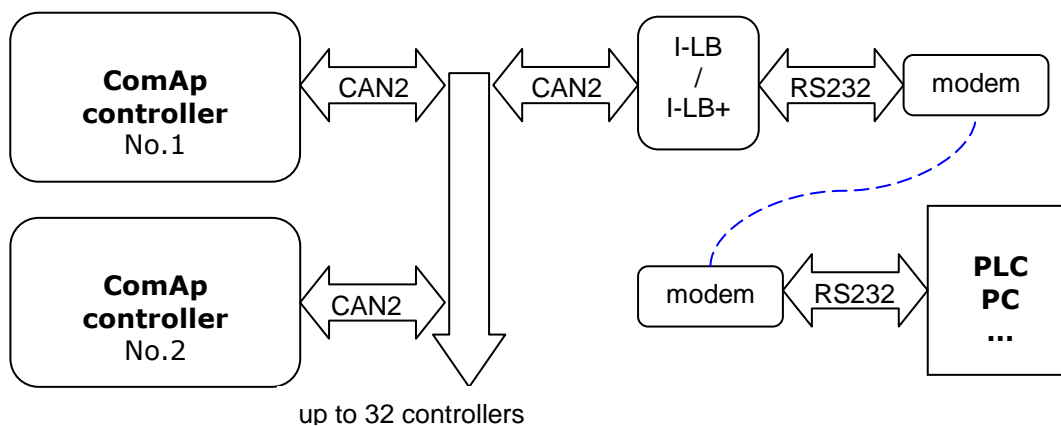 ComAp
controller
No.1
CAN2
CAN2
I-LB
/
I-LB+
RS232
modem
ComAp
controller
No.2
CAN2
modem
RS232
PLC
PC
...
up to 32 controllers